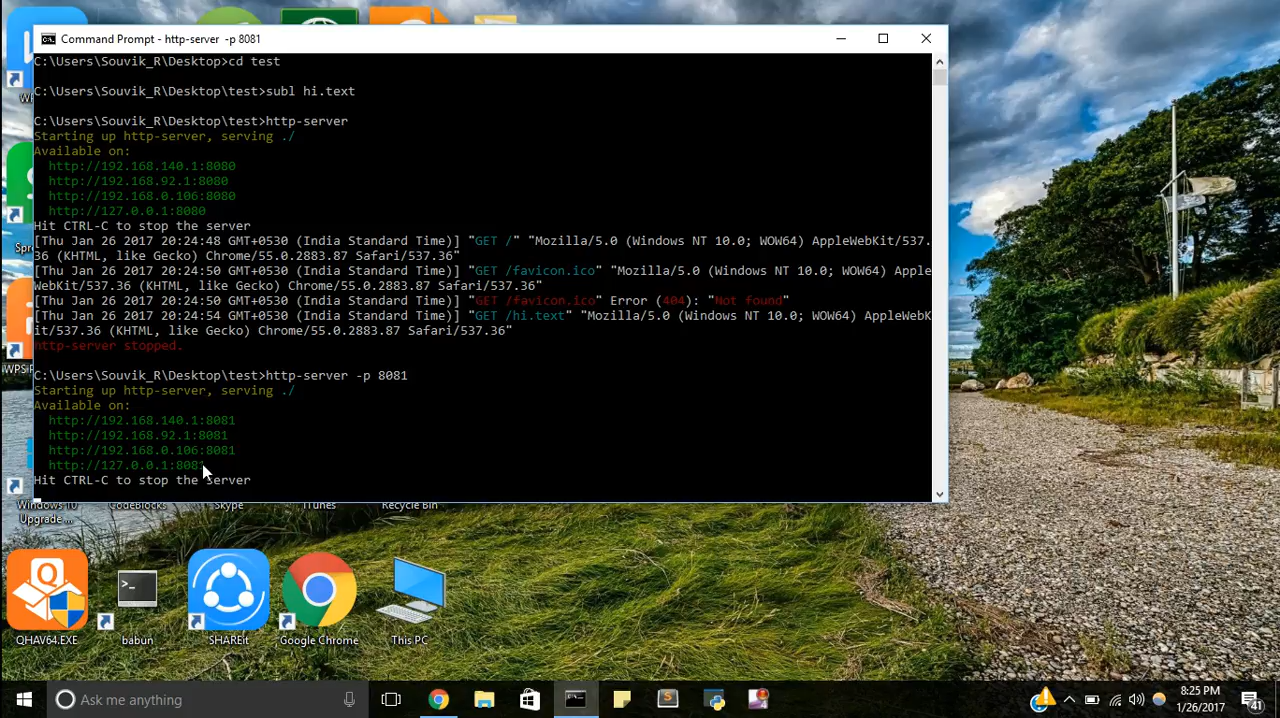 Command Prompt - http-server -p 8081
C:\Users\Souvik_R\Desktop>cd test
C:\Users\Souvik_R\Desktop\test>subl hi.text
C:\Users\Souvik_R\Desktop\test>http-server
Starting up http-server, serving ./
Available on:
http://192.168.140.1:8080
http://192.168.92.1:8080
http://192.168.0.106:8080
http://127.0.0.1:8080
Hit CTRL-C to stop the server
[Thu Jan 26 2017 20:24:48 GMT+0530 (India Standard Time)] "GET /" "Mozilla/5.0 (Windows NT 10.0; WOW64) AppleWebKit/537.
36 (KHTML, like Gecko) Chrome/55.0.2883.87 Safari/537.36"
[Thu Jan 26 2017 20:24:50 GMT+0530 (India Standard Time)] "GET /favicon.ico" "Mozilla/5.0 (Windows NT 10.0; WOW64) Apple
WebKit/537.36 (KHTML, like Gecko) Chrome/55.0.2883.87 Safari/537.36"
[Thu Jan 26 2017 20:24:50 GMT+0530 (India Standard Time)] "GET /favicon.ico" Error (404): "Not found"
[Thu Jan 26 2017 20:24:54 GMT+0530 (India Standard Time)] "GET /hi.text" "Mozilla/5.0 (Windows NT 10.0; WOW64) AppleWebK
it/537.36 (KHTML, like Gecko) Chrome/55.0.2883.87 Safari/537.36"
http-server stopped.
C:\Users\Souvik_R\Desktop\test>http-server -p 8081
Starting up http-server, serving ./
Available on:
http://192.168.140.1:8081
http://192.168.92.1:8081
http://192.168.0.106:8081
http://127.0.0.1:8081
Hit CTRL-C to stop the server
Windows 10 CodeBlocks Skype iTunes Recycle Bin
Upgrade ...
QHAV64.EXE babun SHAREit Google Chrome This PC
Ask me anything
8:25 PM
1/26/2017
41